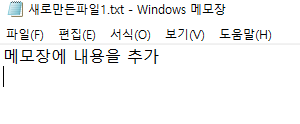 새로만든파일1.txt - Windows 메모장
파일(F) 편집(E) 서식(O) 보기(V) 도움말(H)
메모장에 내용을 추가